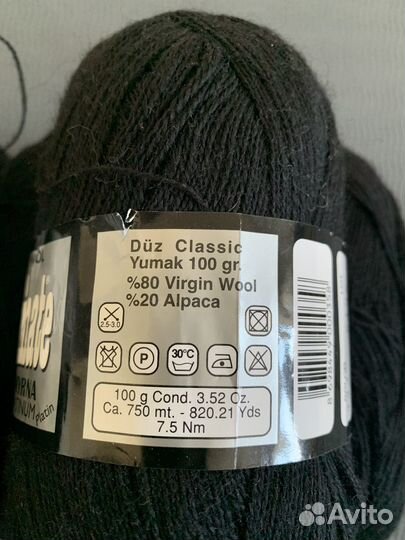 Düz Classic
Yumak 100 gr.
%80 Virgin Wool
%20 Alpaca
2.5-3.0
P
30°C
100 g Cond. 3.52 Oz.
Ca. 750 mt. - 820.21 Yds
7.5 Nm
platin
Avito